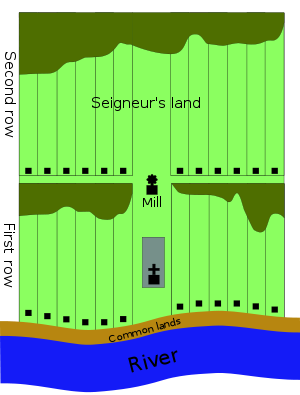 Second row
Seigneur's land
Mill
First row
Common lands
River